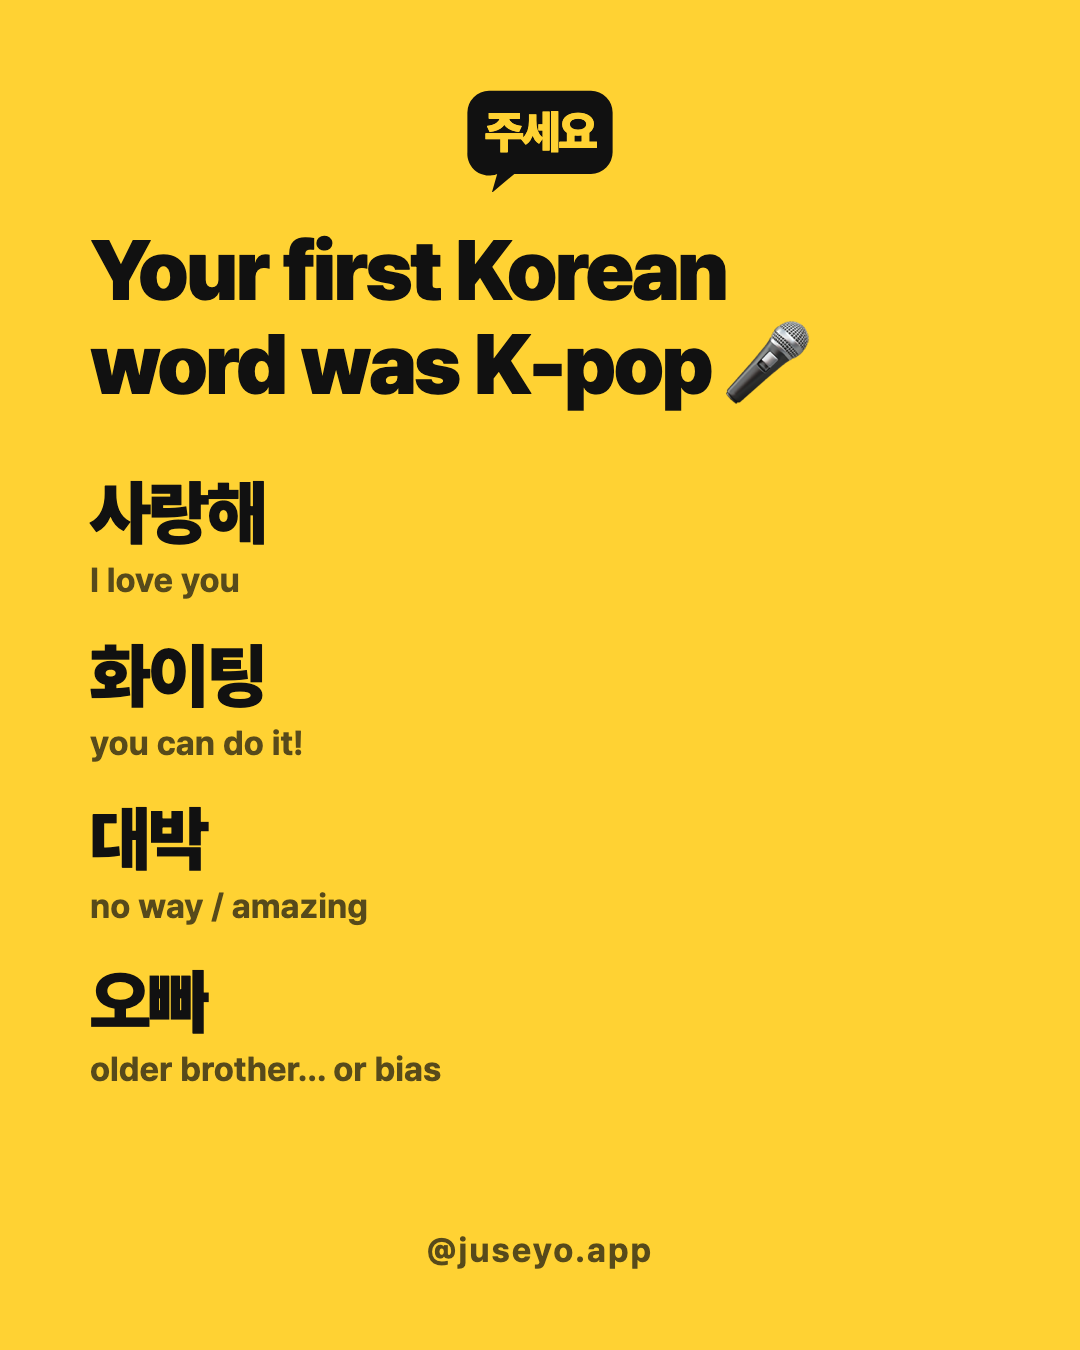 주세요
Your first Korean
word was K-pop 🎤
사랑해
I love you
화이팅
you can do it!
대박
no way / amazing
오빠
older brother... or bias
@juseyo.app